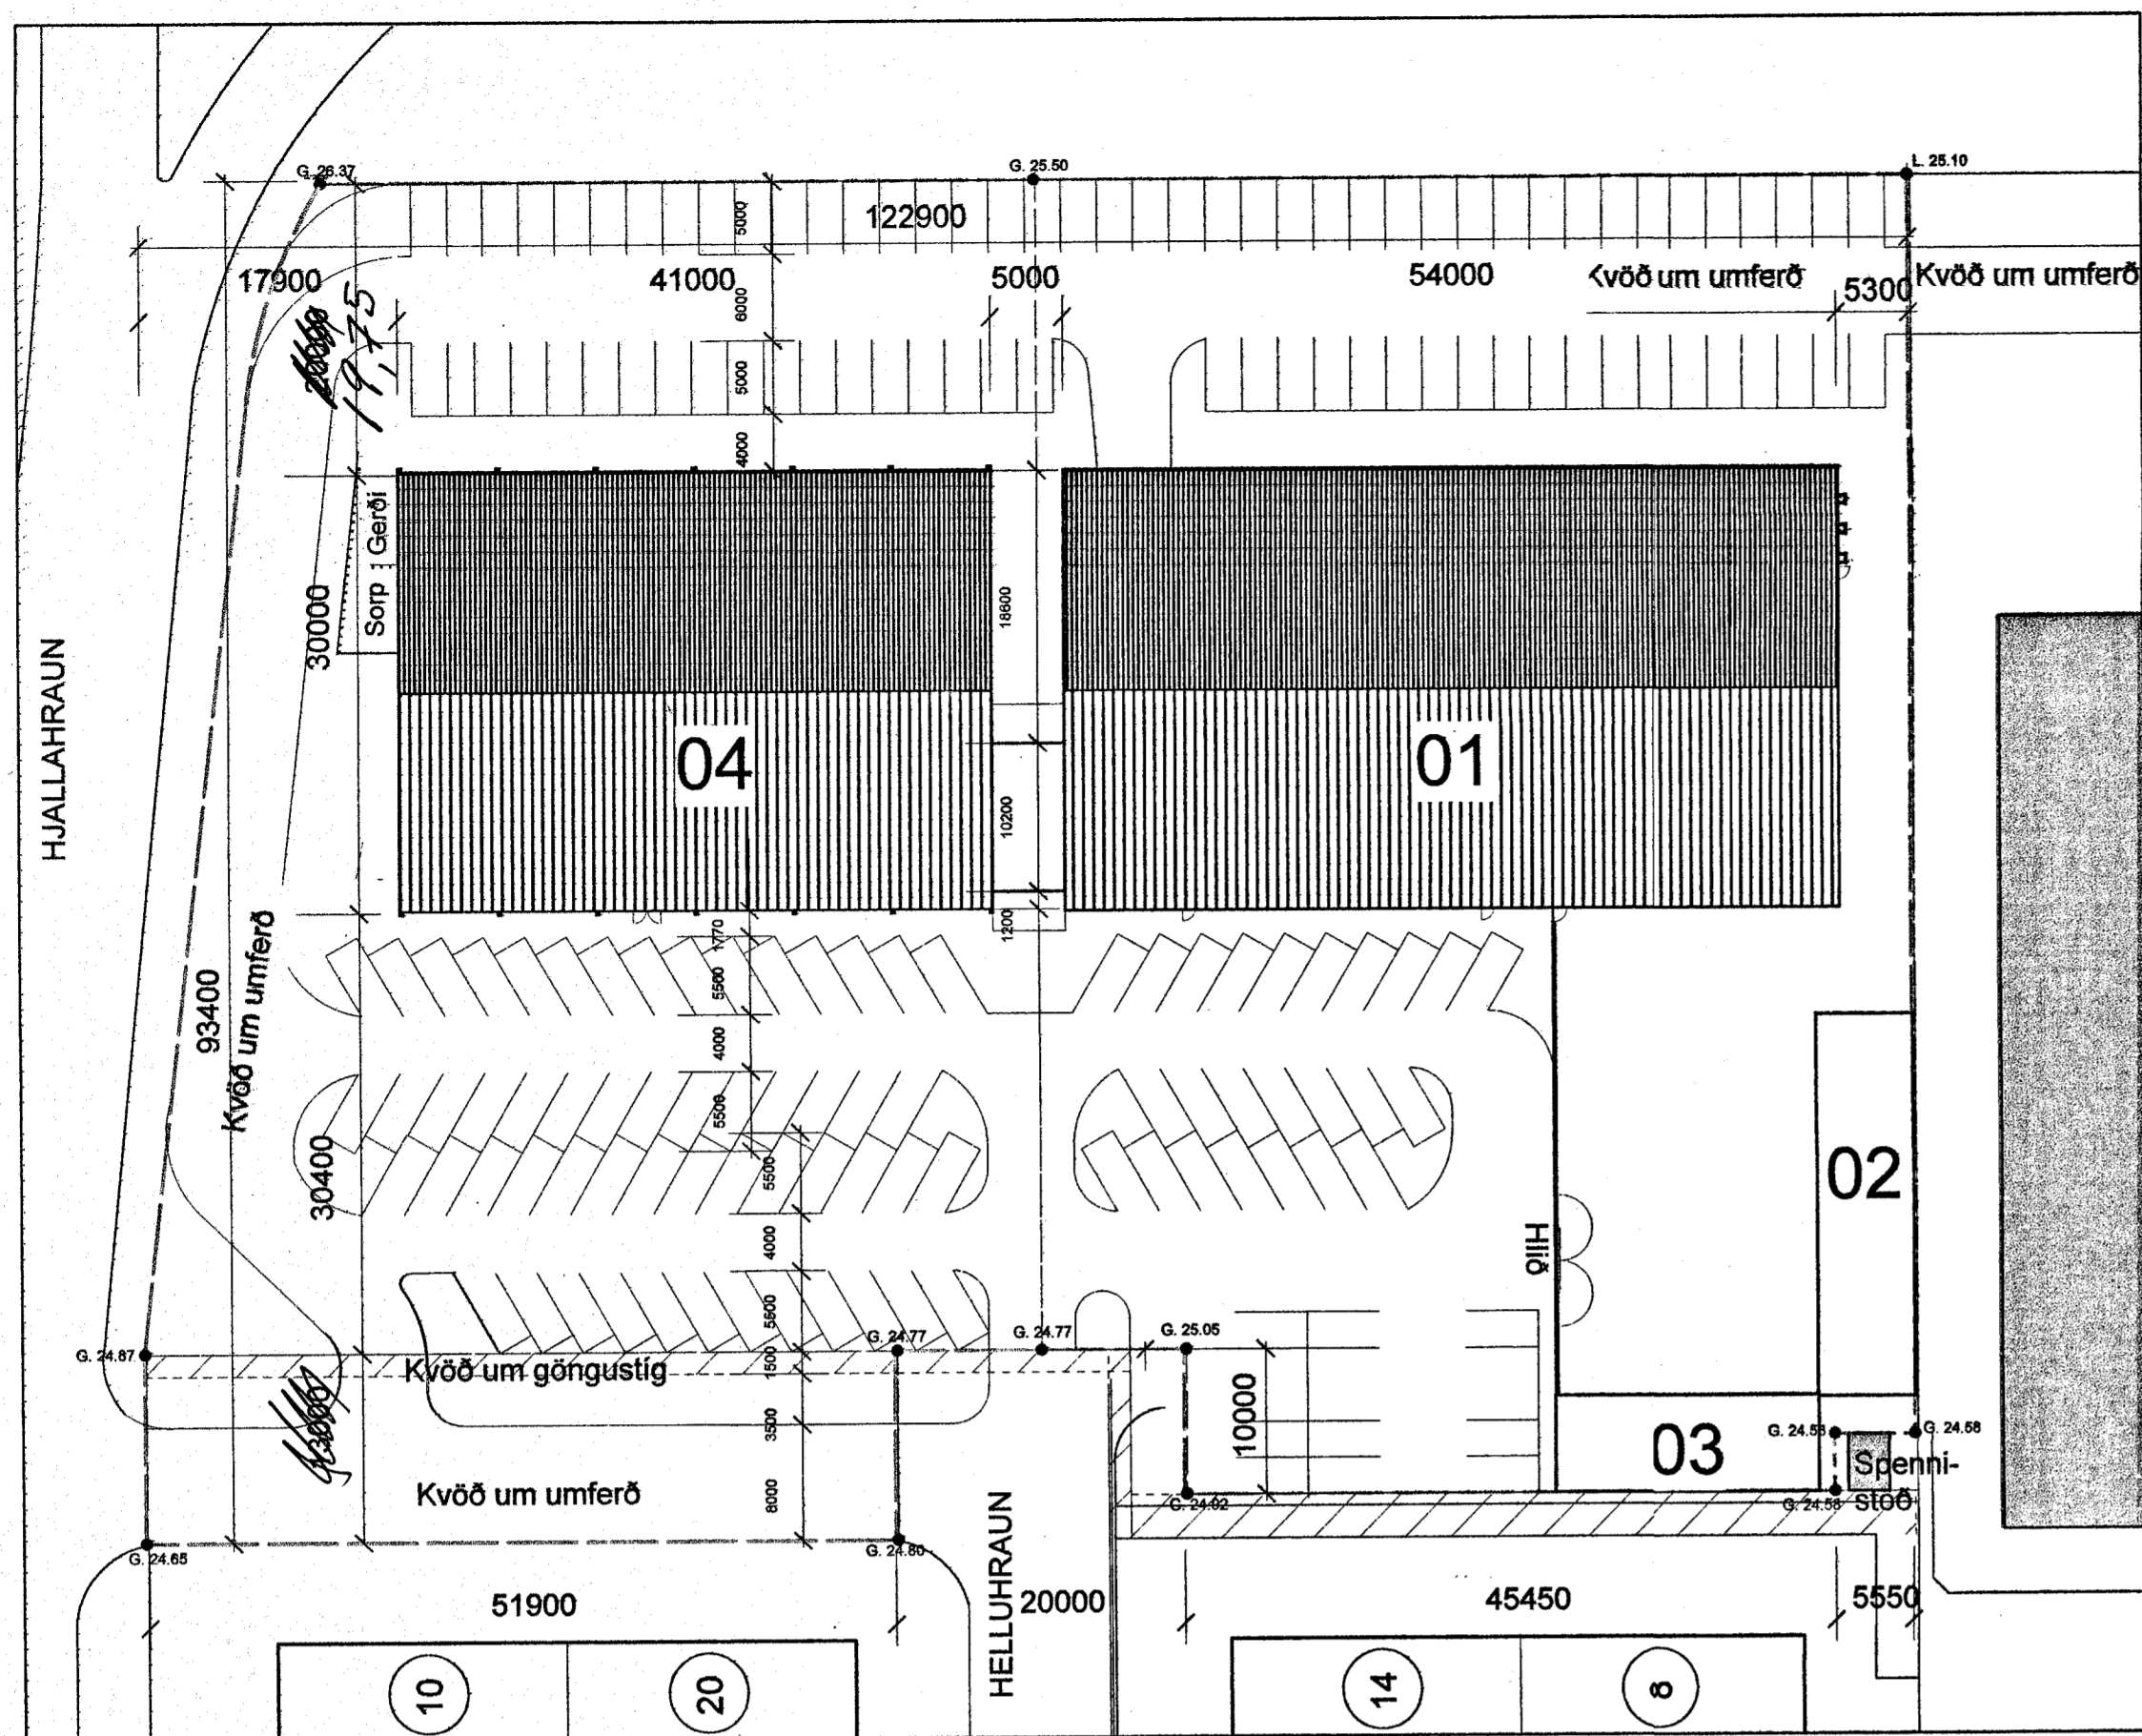 G. 26.37
G. 25.50
L. 25.10
5000
122900
17900
41000
5000
54000
Kvöð um umferð
5300
Kvöð um umferð
6000
19,75
5000
4000
Sorp Gerði
30000
18600
HJALLAHRAUN
04
01
10200
1200
1770
5500
93400
Kvöð um umferð
4000
5500
30400
5500
02
4000
Hlið
5500
G. 24.87
G. 24.77
G. 24.77
G. 25.05
1500
Kvöð um göngustíg
10000
3500
03
G. 24.58
G. 24.58
Spenni-
stöð
Kvöð um umferð
8000
G. 24.92
G. 24.58
G. 24.65
G. 24.80
HELLUHRAUN
51900
20000
45450
5550
10
20
14
8